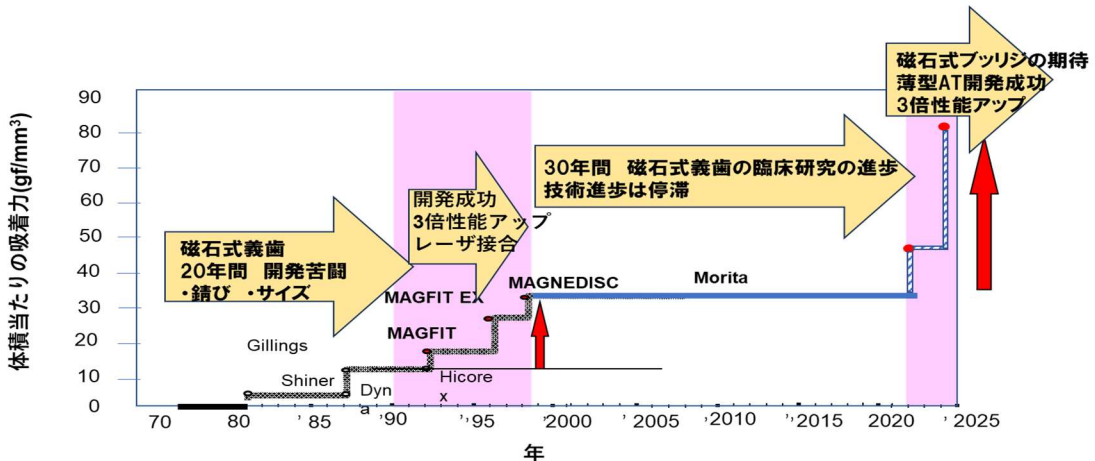 磁石式ブッリジの期待
薄型AT開発成功
3倍性能アップ
30年間　磁石式義歯の臨床研究の進歩
技術進歩は停滞
開発成功
3倍性能アップ
レーザ接合
磁石式義歯
20年間　開発苦闘
・錆び　・サイズ
体積当たりの吸着力(gf/mm³)
90
80
70
60
50
40
30
20
10
0
Gillings
Shiner
Dyn
a
Hicore
x
MAGFIT
MAGFIT EX
MAGNEDISC
Morita
70
80
'85
'90
'95
2000
'2005
'2010
'2015
2020
'2025
年